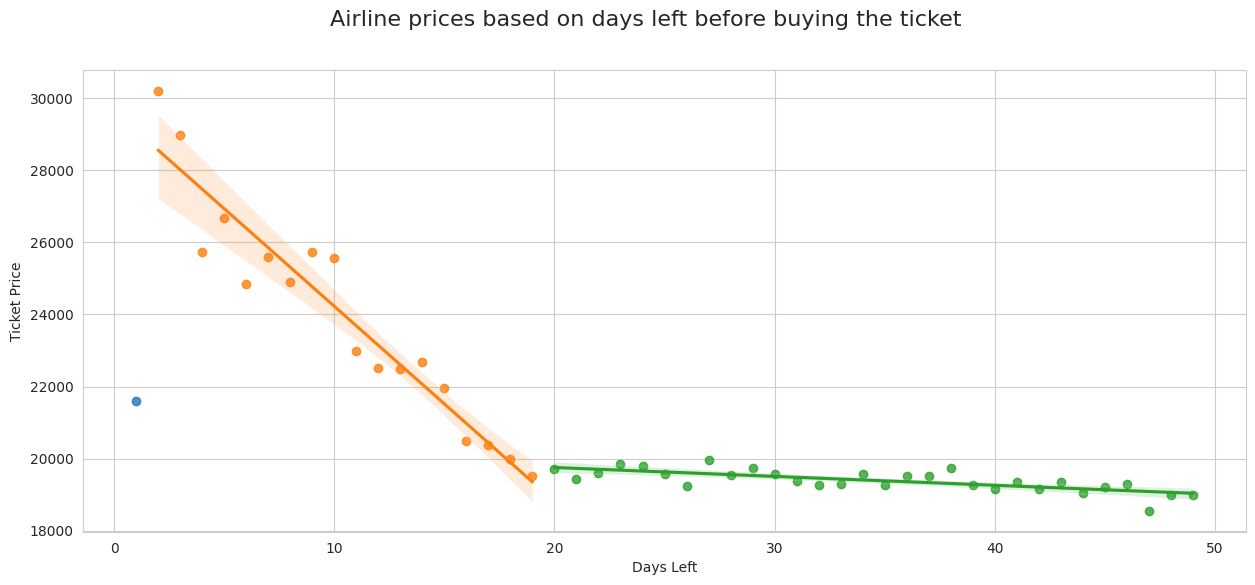 Airline prices based on days left before buying the ticket
30000
28000
26000
24000
22000
20000
18000
Ticket Price
0 10 20 30 40 50
Days Left